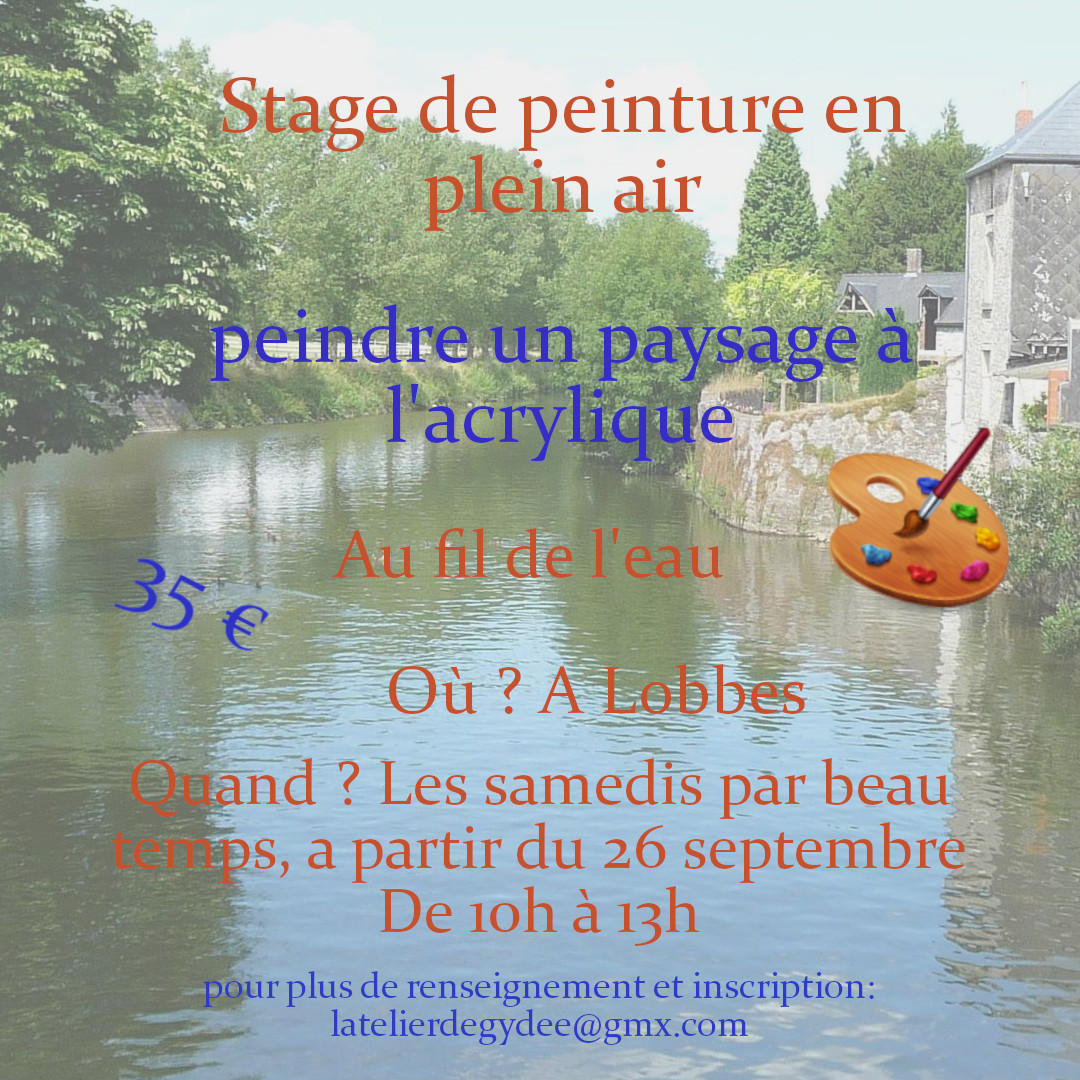 Stage de peinture en
plein air
peindre un paysage à
l'acrylique
Au fil de l'eau
35 €
Où ? A Lobbes
Quand ? Les samedis par beau
temps, a partir du 26 septembre
De 10h à 13h
pour plus de renseignement et inscription:
latelierdegydee@gmx.com